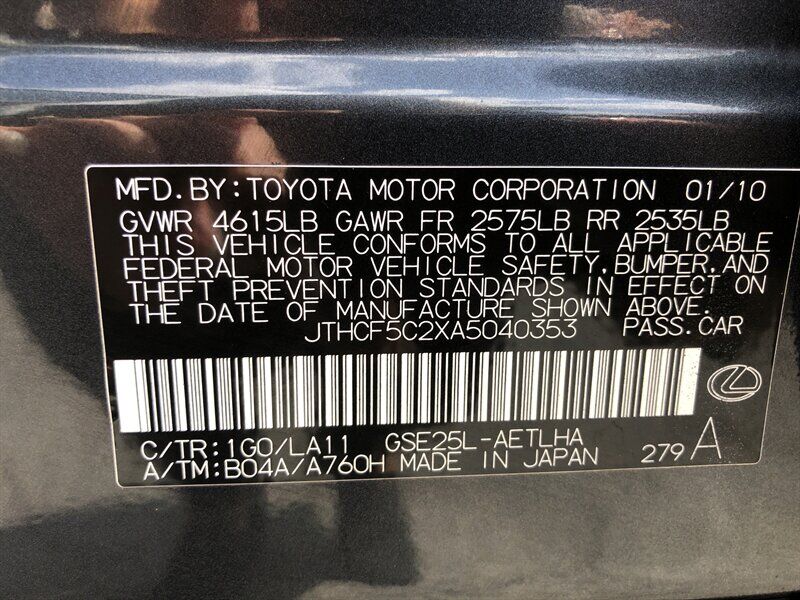 MFD.BY:TOYOTA MOTOR CORPORATION 01/10
GVWR 4615LB GAWR FR 2575LB RR 2535LB
THIS VEHICLE CONFORMS TO ALL APPLICABLE
FEDERAL MOTOR VEHICLE SAFETY,BUMPER,AND
THEFT PREVENTION STANDARDS IN EFFECT ON
THE DATE OF MANUFACTURE SHOWN ABOVE.
JTHCF5C2XA5040353 PASS.CAR
C/TR:1G0/LA11 GSE25L-AETLHA
A/TM:B04A/A760H MADE IN JAPAN 279 A